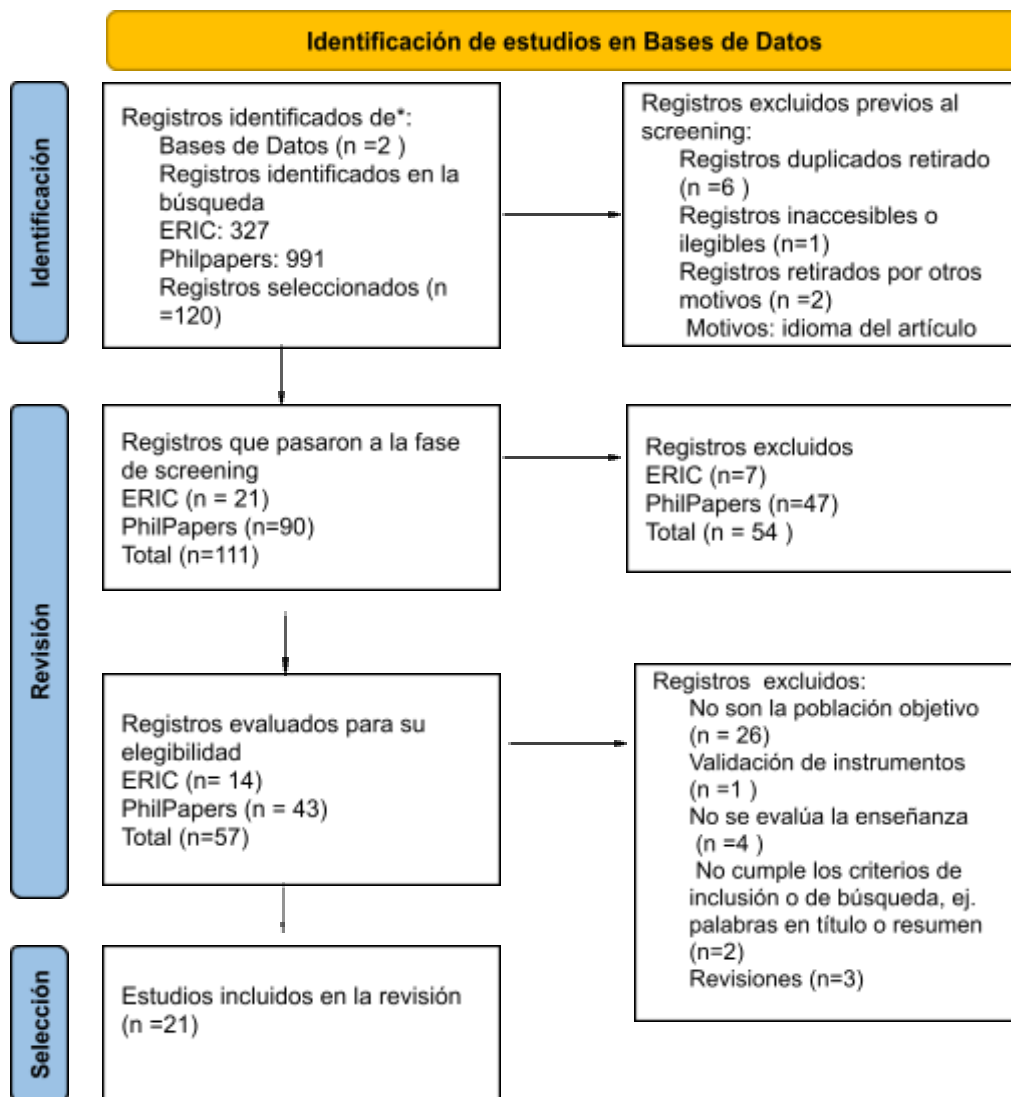 Identificación de estudios en Bases de Datos
Identificación
Registros identificados de*:
Bases de Datos (n =2 )
Registros identificados en la
búsqueda
ERIC: 327
Philpapers: 991
Registros seleccionados (n
=120)
Registros excluidos previos al
screening:
Registros duplicados retirado
(n =6 )
Registros inaccesibles o
ilegibles (n=1)
Registros retirados por otros
motivos (n =2)
Motivos: idioma del artículo
Revisión
Registros que pasaron a la fase
de screening
ERIC (n = 21)
PhilPapers (n=90)
Total (n=111)
Registros excluidos
ERIC (n=7)
PhilPapers (n=47)
Total (n = 54 )
Registros evaluados para su
elegibilidad
ERIC (n= 14)
PhilPapers (n = 43)
Total (n=57)
Registros excluidos:
No son la población objetivo
(n = 26)
Validación de instrumentos
(n =1 )
No se evalúa la enseñanza
(n =4 )
No cumple los criterios de
inclusión o de búsqueda, ej.
palabras en título o resumen
(n=2)
Revisiones (n=3)
Selección
Estudios incluidos en la revisión
(n =21)